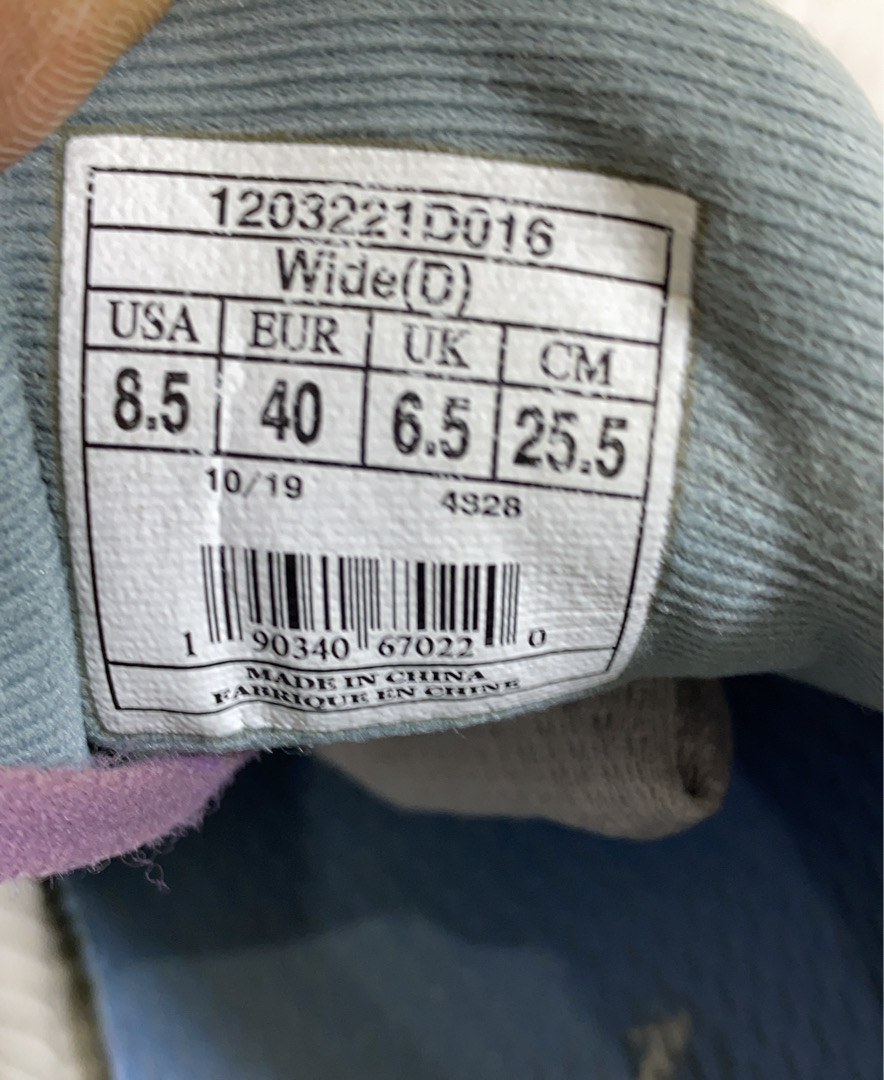 1203221D016
Wide(D)
USA EUR UK CM
8.5 40 6.5 25.5
10/19 4328
1 90340 67022 0
MADE IN CHINA
FABRIQUE EN CHINE